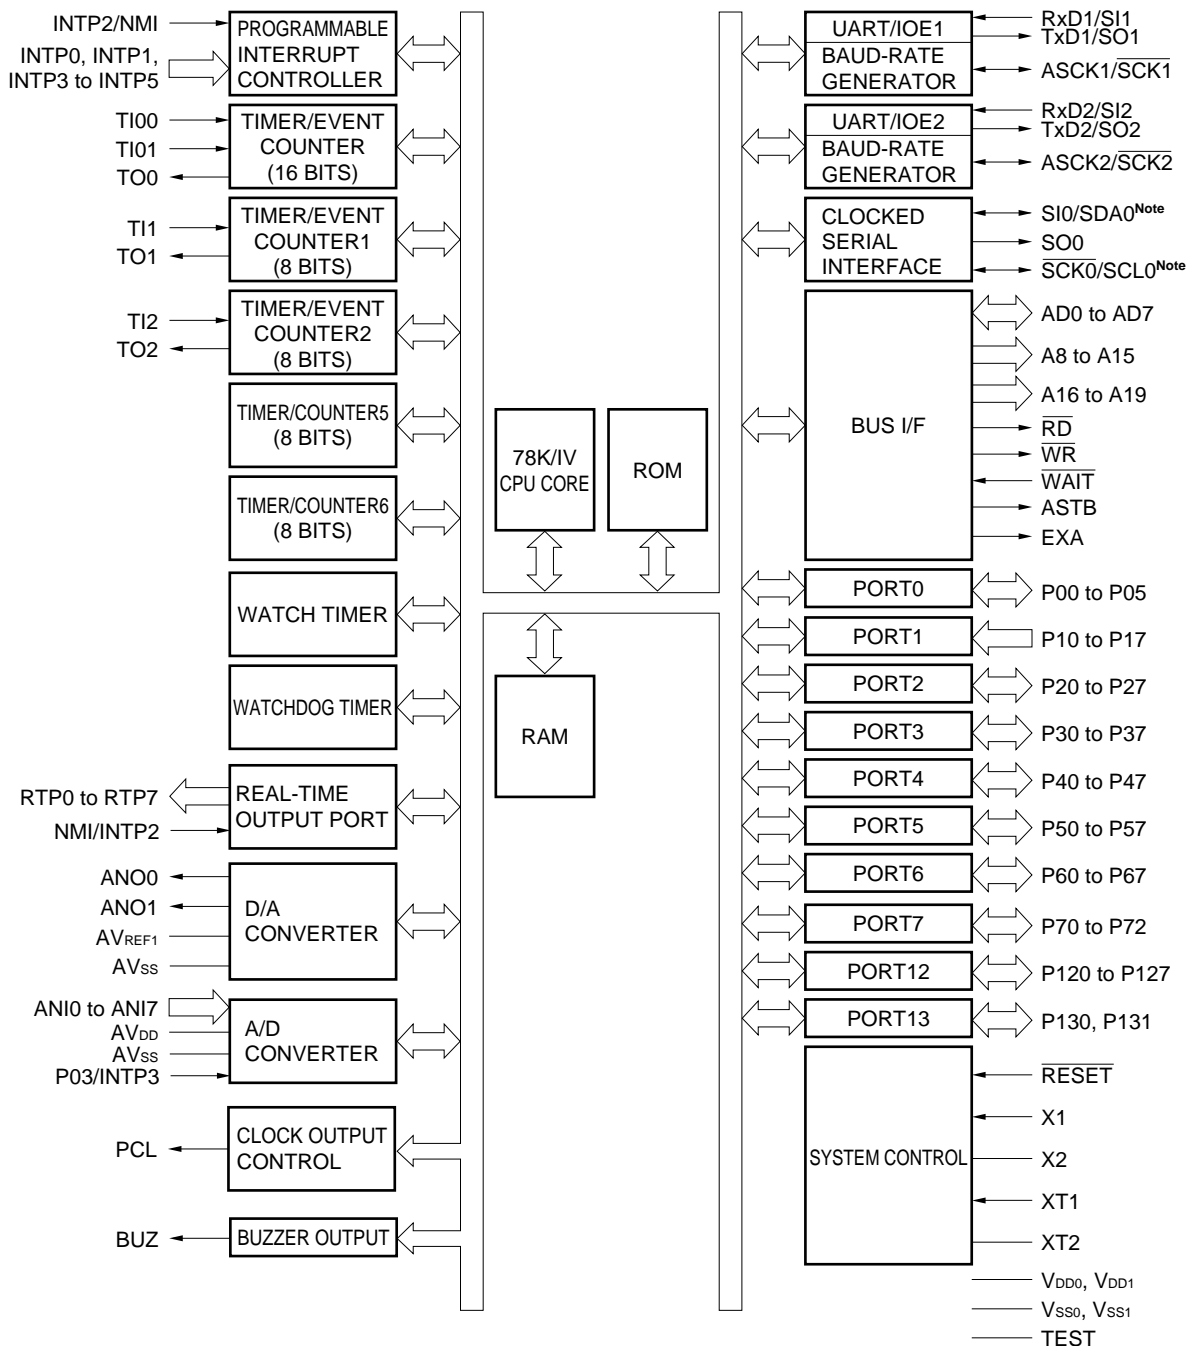 INTP2/NMI
INTP0, INTP1,
INTP3 to INTP5
PROGRAMMABLE
INTERRUPT
CONTROLLER
TI00
TI01
TO0
TIMER/EVENT
COUNTER
(16 BITS)
TI1
TO1
TIMER/EVENT
COUNTER1
(8 BITS)
TI2
TO2
TIMER/EVENT
COUNTER2
(8 BITS)
TIMER/COUNTER5
(8 BITS)
TIMER/COUNTER6
(8 BITS)
WATCH TIMER
WATCHDOG TIMER
RTP0 to RTP7
NMI/INTP2
REAL-TIME
OUTPUT PORT
ANO0
ANO1
AVREF1
AVSS
D/A
CONVERTER
ANI0 to ANI7
AVDD
AVSS
P03/INTP3
A/D
CONVERTER
PCL
CLOCK OUTPUT
CONTROL
BUZ
BUZZER OUTPUT
78K/IV
CPU CORE
ROM
RAM
UART/IOE1
BAUD-RATE
GENERATOR
RxD1/SI1
TxD1/SO1
ASCK1/SCK1
UART/IOE2
BAUD-RATE
GENERATOR
RxD2/SI2
TxD2/SO2
ASCK2/SCK2
CLOCKED
SERIAL
INTERFACE
SI0/SDA0Note
SO0
SCK0/SCL0Note
BUS I/F
AD0 to AD7
A8 to A15
A16 to A19
RD
WR
WAIT
ASTB
EXA
PORT0
P00 to P05
PORT1
P10 to P17
PORT2
P20 to P27
PORT3
P30 to P37
PORT4
P40 to P47
PORT5
P50 to P57
PORT6
P60 to P67
PORT7
P70 to P72
PORT12
P120 to P127
PORT13
P130, P131
SYSTEM CONTROL
RESET
X1
X2
XT1
XT2
VDD0, VDD1
VSS0, VSS1
TEST